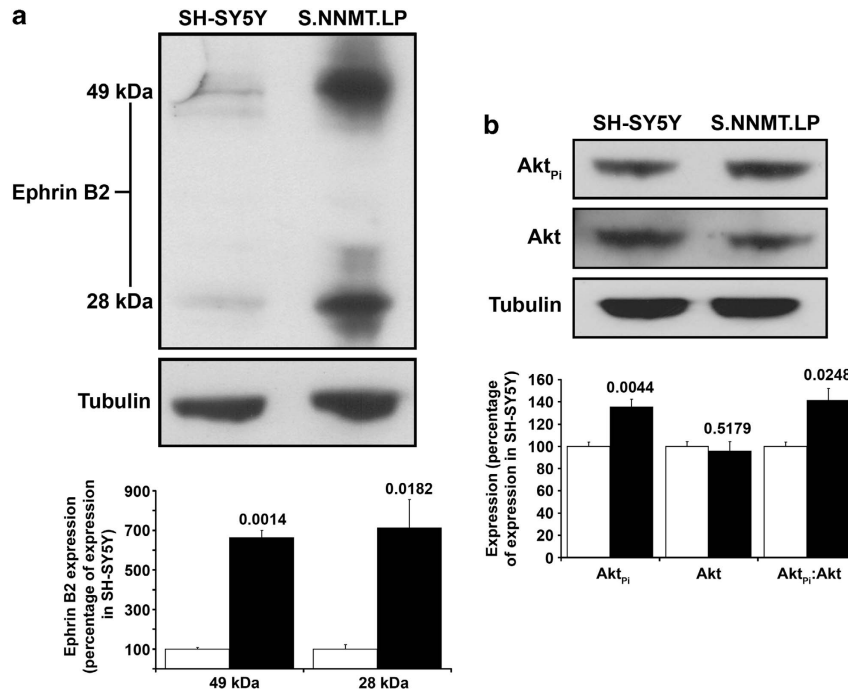 a
SH-SY5Y S.NNMT.LP
49 kDa
Ephrin B2
28 kDa
Tubulin
Ephrin B2 expression
(percentage of expression
in SH-SY5Y)
900
700
500
300
100
0.0014
0.0182
49 kDa 28 kDa
b
SH-SY5Y S.NNMT.LP
AktPi
Akt
Tubulin
Expression (percentage
of expression in SH-SY5Y)
160
140
120
100
80
60
40
20
0
0.0044
0.5179
0.0248
AktPi Akt AktPi:Akt